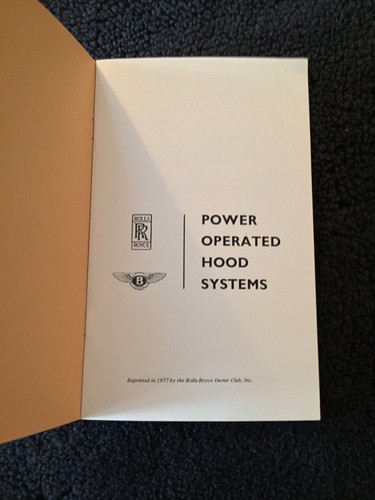 ROLLS
RR
ROYCE
B
POWER
OPERATED
HOOD
SYSTEMS
Reprinted in 1977 by the Rolls-Royce Owner Club, Inc.